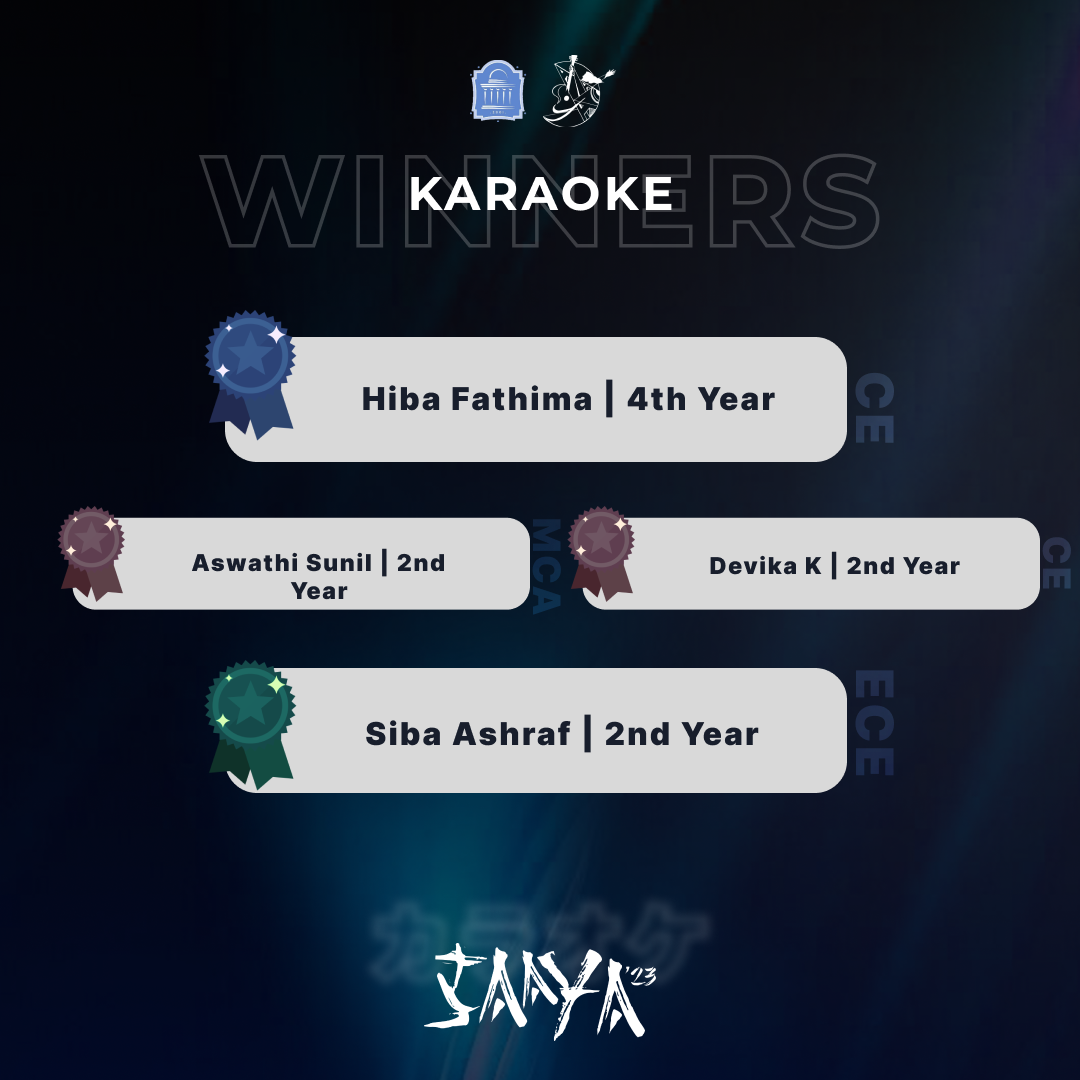 WINNERS
KARAOKE
Hiba Fathima | 4th Year
CE
Aswathi Sunil | 2nd
Year
MCA
Devika K | 2nd Year
CE
Siba Ashraf | 2nd Year
ECE
カラオケ
SAAYA '23